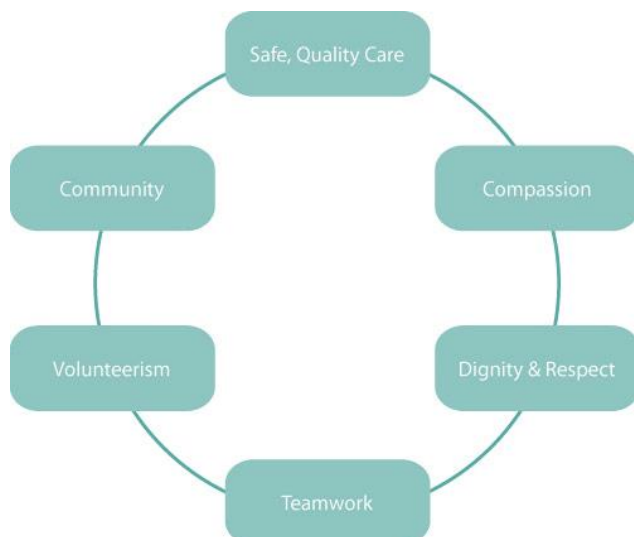 Safe, Quality Care
Community
Compassion
Volunteerism
Dignity & Respect
Teamwork